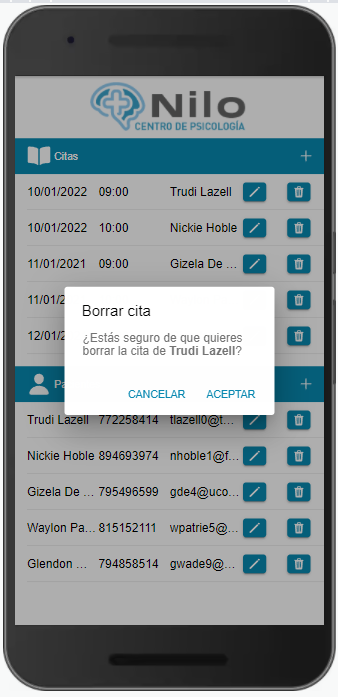 Nilo
CENTRO DE PSICOLOGÍA
Citas +
10/01/2022 09:00 Trudi Lazell
10/01/2022 10:00 Nickie Hoble
11/01/2021 09:00 Gizela De ...
11/01
12/01
Borrar cita
¿Estás seguro de que quieres
borrar la cita de Trudi Lazell?
CANCELAR ACEPTAR
Pa +
Trudi Lazell 772258414 tlazell0@t...
Nickie Hoble 894693974 nhoble1@f...
Gizela De ... 795496599 gde4@uco...
Waylon Pa... 815152111 wpatrie5@...
Glendon ... 794858514 gwade9@...